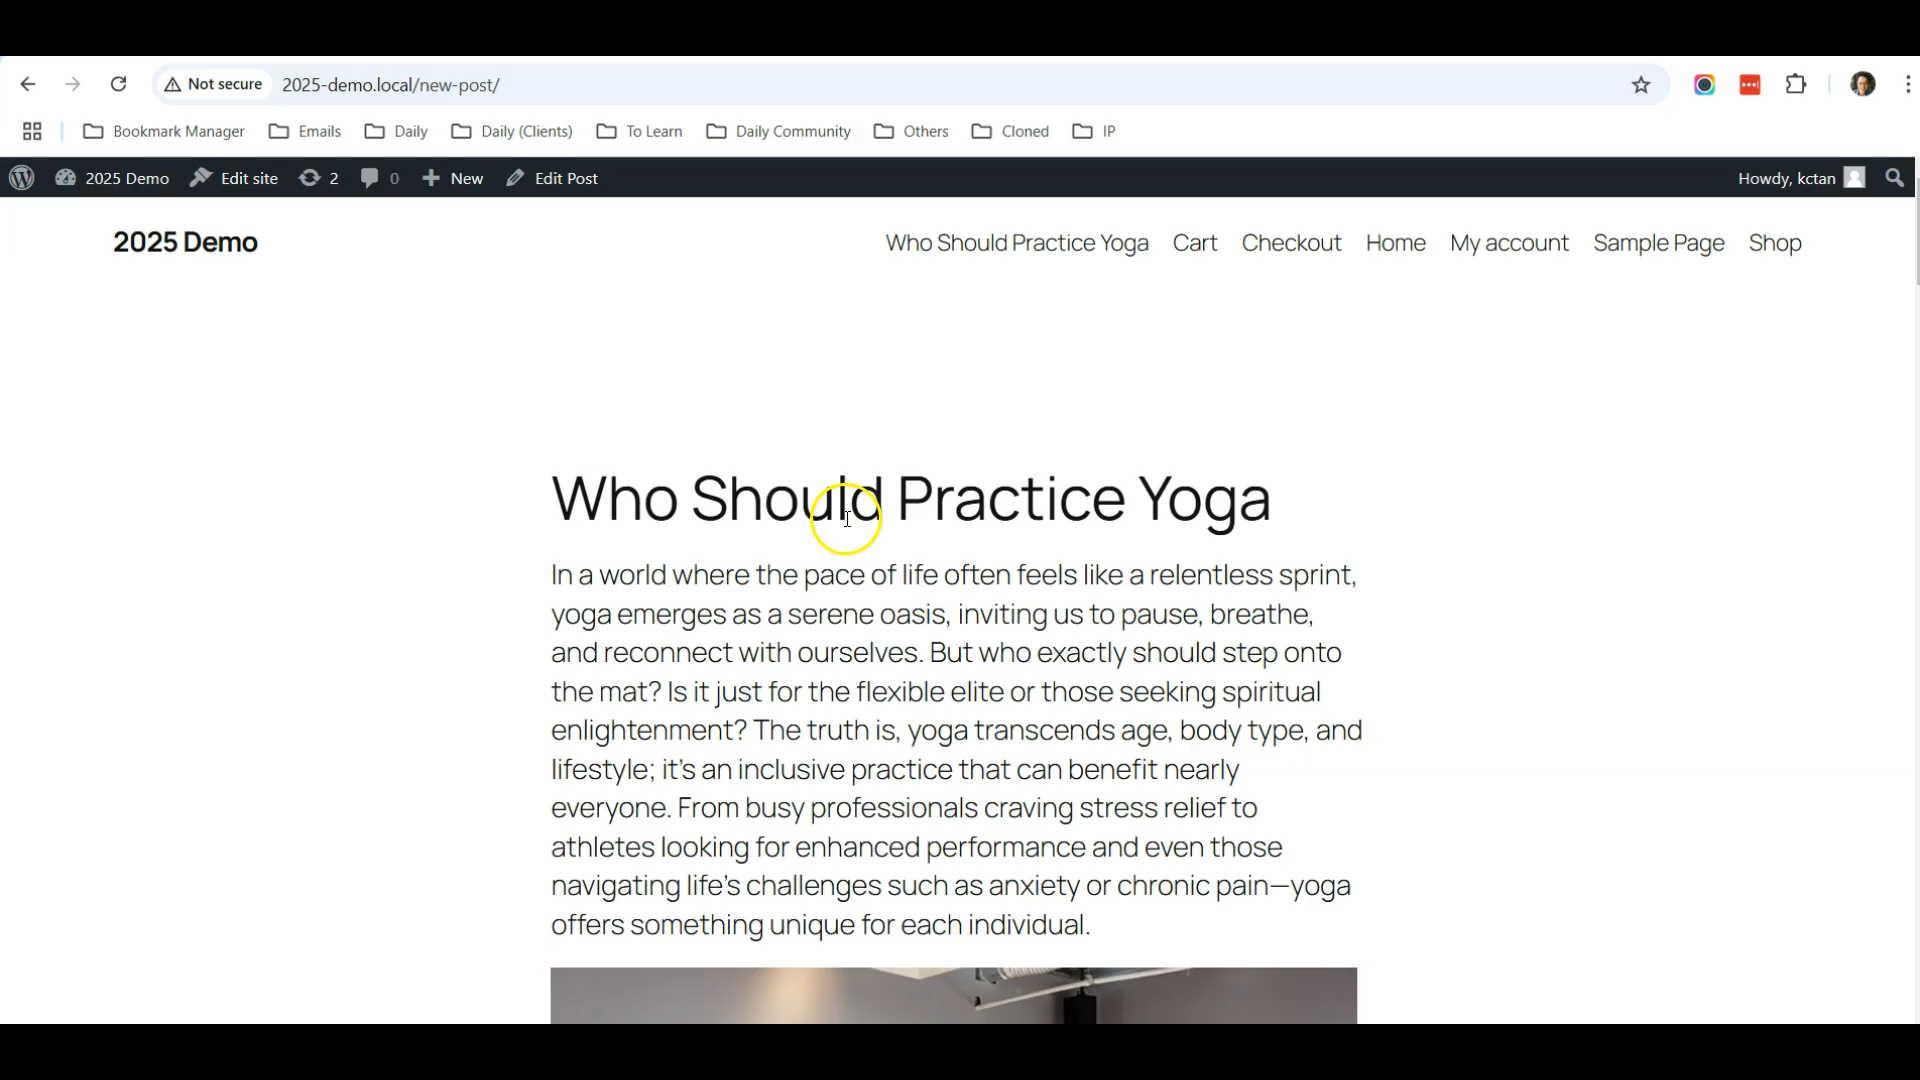 Not secure 2025-demo.local/new-post/
Bookmark Manager Emails Daily Daily (Clients) To Learn Daily Community Others Cloned IP
2025 Demo Edit site 2 0 New Edit Post Howdy, kctan
2025 Demo Who Should Practice Yoga Cart Checkout Home My account Sample Page Shop
Who Should Practice Yoga
In a world where the pace of life often feels like a relentless sprint,
yoga emerges as a serene oasis, inviting us to pause, breathe,
and reconnect with ourselves. But who exactly should step onto
the mat? Is it just for the flexible elite or those seeking spiritual
enlightenment? The truth is, yoga transcends age, body type, and
lifestyle; it’s an inclusive practice that can benefit nearly
everyone. From busy professionals craving stress relief to
athletes looking for enhanced performance and even those
navigating life’s challenges such as anxiety or chronic pain—yoga
offers something unique for each individual.